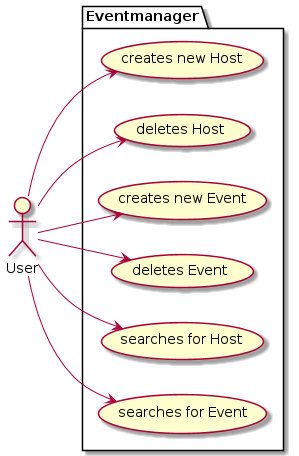 Eventmanager
creates new Host
deletes Host
creates new Event
User
deletes Event
searches for Host
searches for Event